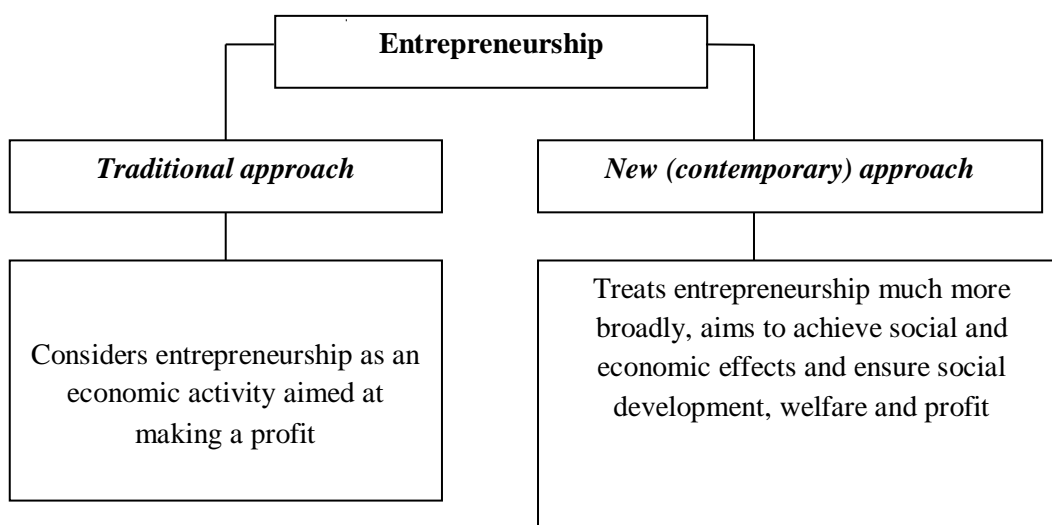 Entrepreneurship
Traditional approach
New (contemporary) approach
Considers entrepreneurship as an
economic activity aimed at
making a profit
Treats entrepreneurship much more
broadly, aims to achieve social and
economic effects and ensure social
development, welfare and profit